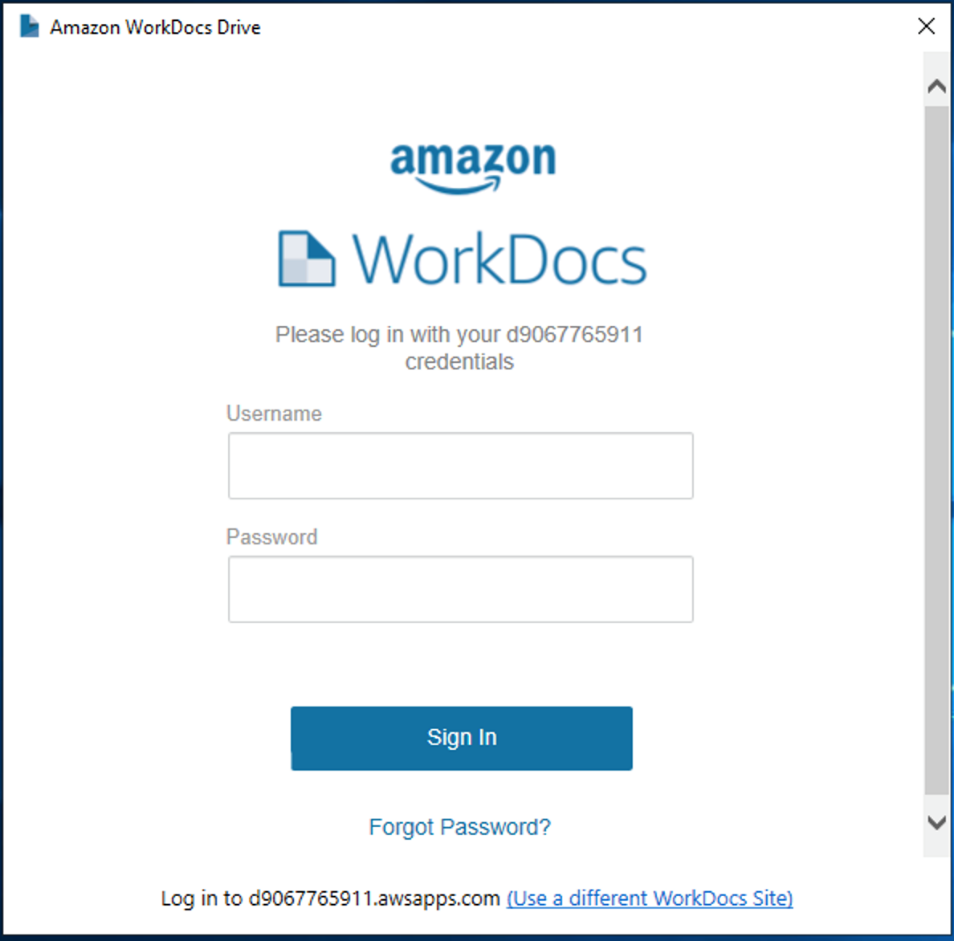 Amazon WorkDocs Drive
amazon
WorkDocs
Please log in with your d9067765911
credentials
Username
Password
Sign In
Forgot Password?
Log in to d9067765911.awsapps.com (Use a different WorkDocs Site)